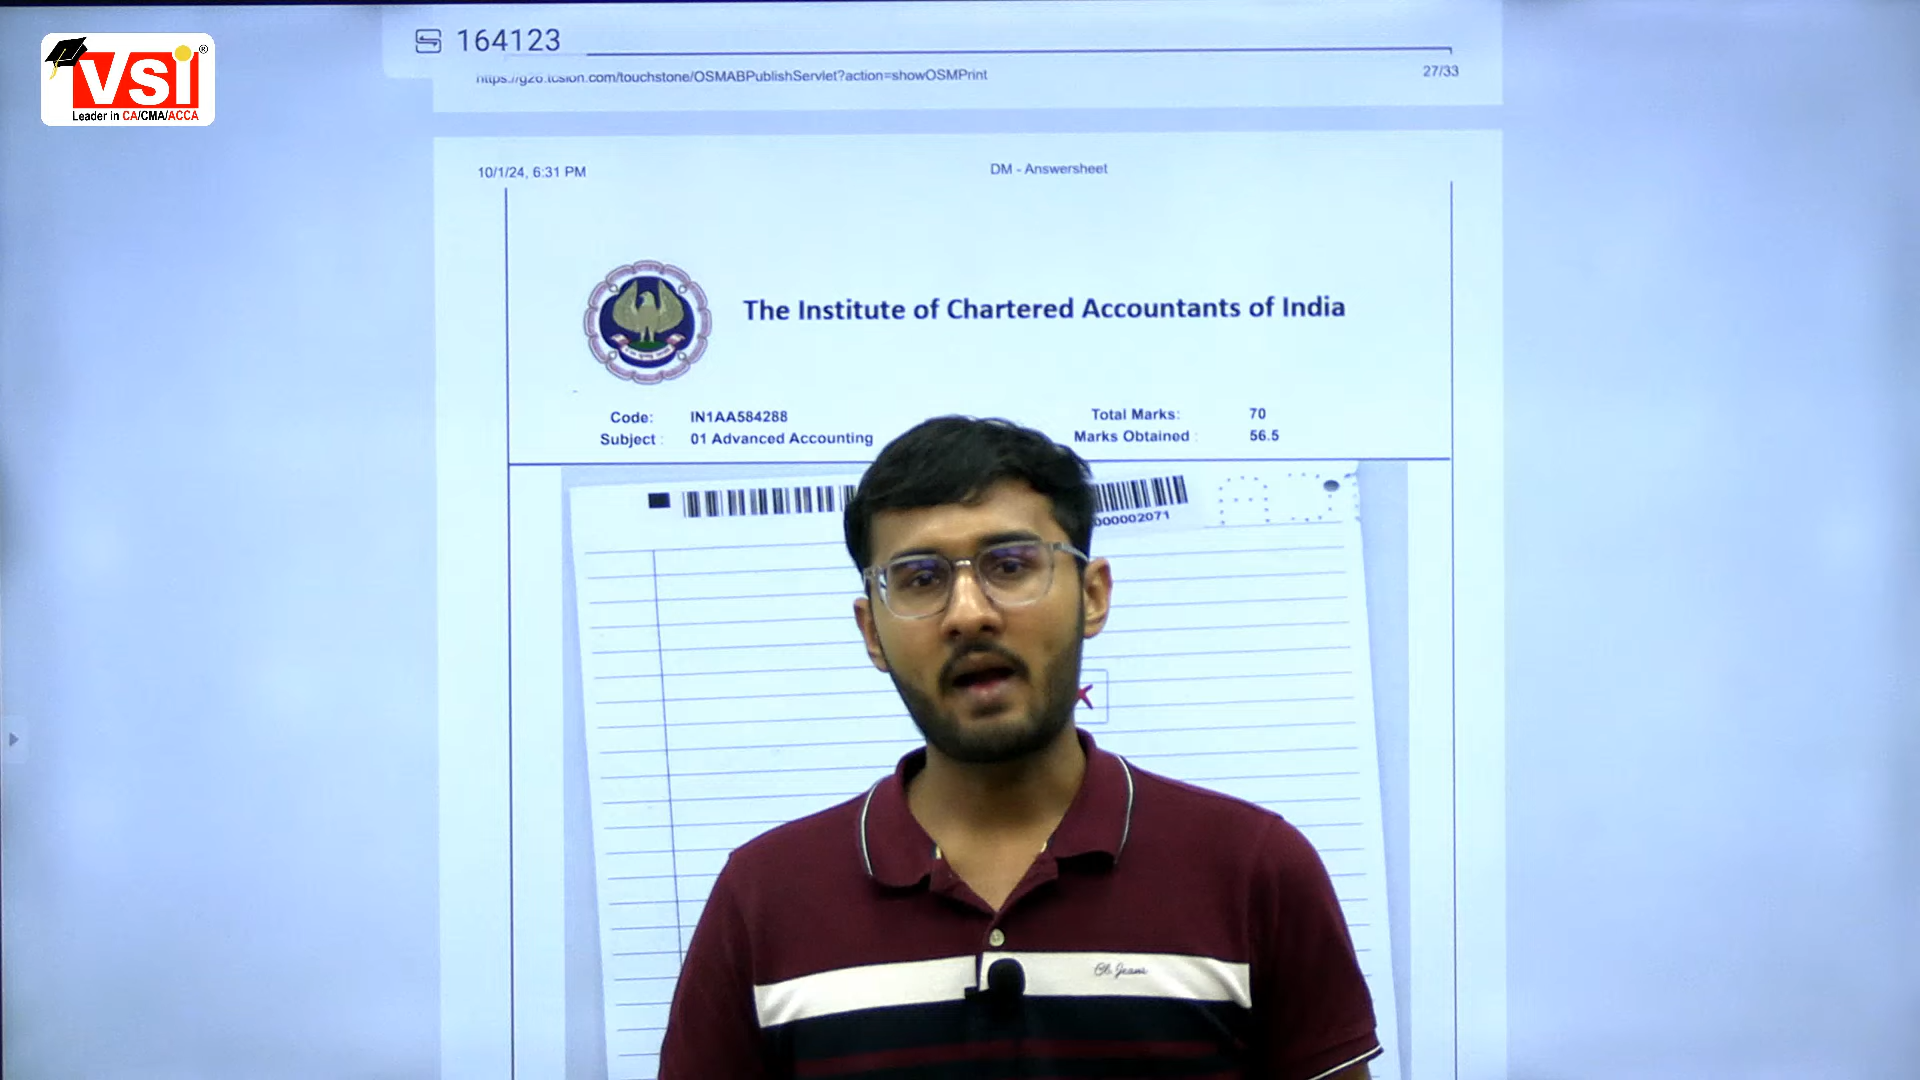 VSI®
Leader in CA/CMA/ACCA
164123
https://g26.tcsion.com/touchstone/OSMABPublishServlet?action=showOSMPrint
27/33
10/1/24, 6:31 PM
DM - Answersheet
The Institute of Chartered Accountants of India
Code: IN1AA584288
Total Marks: 70
Subject : 01 Advanced Accounting
Marks Obtained : 56.5
000002071